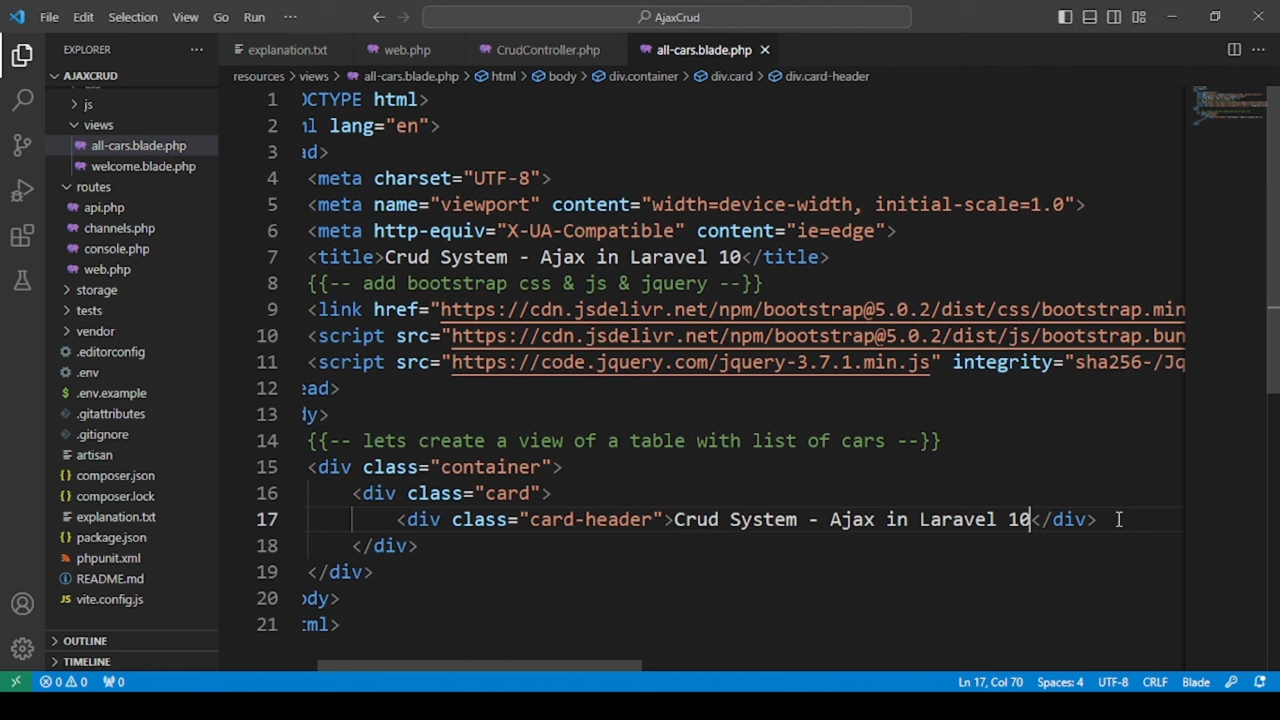 File Edit Selection View Go Run ··· AjaxCrud
EXPLORER ··· explanation.txt web.php CrudController.php all-cars.blade.php
AJAXCRUD resources > views > all-cars.blade.php > html > body > div.container > div.card > div.card-header
js
views
all-cars.blade.php
welcome.blade.php
routes
api.php
channels.php
console.php
web.php
storage
tests
vendor
.editorconfig
.env
.env.example
.gitattributes
.gitignore
artisan
composer.json
composer.lock
explanation.txt
package.json
phpunit.xml
README.md
vite.config.js
OUTLINE
TIMELINE
1 OCTYPE html>
2 ml lang="en">
3 ad>
4 <meta charset="UTF-8">
5 <meta name="viewport" content="width=device-width, initial-scale=1.0">
6 <meta http-equiv="X-UA-Compatible" content="ie=edge">
7 <title>Crud System - Ajax in Laravel 10</title>
8 {{-- add bootstrap css & js & jquery --}}
9 <link href="https://cdn.jsdelivr.net/npm/bootstrap@5.0.2/dist/css/bootstrap.min
10 <script src="https://cdn.jsdelivr.net/npm/bootstrap@5.0.2/dist/js/bootstrap.bun
11 <script src="https://code.jquery.com/jquery-3.7.1.min.js" integrity="sha256-/Jq
12 ead>
13 dy>
14 {{-- lets create a view of a table with list of cars --}}
15 <div class="container">
16 <div class="card">
17 <div class="card-header">Crud System - Ajax in Laravel 10</div>
18 </div>
19 </div>
20 ody>
21 tml>
0 0 0 Ln 17, Col 70 Spaces: 4 UTF-8 CRLF Blade